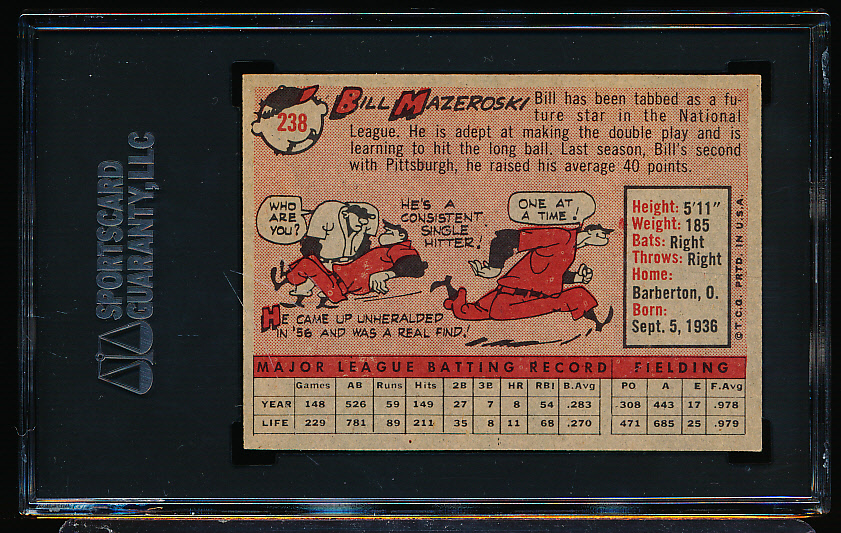 SPORTSCARD
GUARANTY, LLC
238
BILL MAZEROSKI
Bill has been tabbed as a fu-
ture star in the National
League. He is adept at making the double play and is
learning to hit the long ball. Last season, Bill's second
with Pittsburgh, he raised his average 40 points.
WHO
ARE
YOU?
HE'S A
CONSISTENT
SINGLE
HITTER!
ONE AT
A TIME!
HE CAME UP UNHERALDED
IN '56 AND WAS A REAL FIND!
Height: 5'11"
Weight: 185
Bats: Right
Throws: Right
Home:
Barberton, O.
Born:
Sept. 5, 1936
©T.C.G. PRTD. IN U.S.A.
MAJOR LEAGUE BATTING RECORD FIELDING
Games AB Runs Hits 2B 3B HR RBI B.Avg PO A E F.Avg
YEAR 148 526 59 149 27 7 8 54 .283 308 443 17 .978
LIFE 229 781 89 211 35 8 11 68 .270 471 685 25 .979